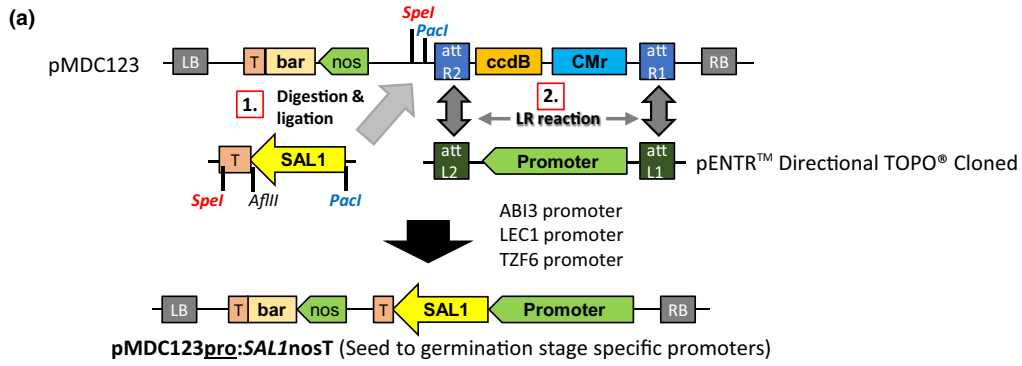 (a)
SpeI
PacI
pMDC123
LB
T
bar
nos
att
R2
ccdB
CMr
att
R1
RB
1.
Digestion &
ligation
2.
LR reaction
T
SAL1
att
L2
Promoter
att
L1
pENTR™ Directional TOPO® Cloned
SpeI
AflII
PacI
ABI3 promoter
LEC1 promoter
TZF6 promoter
LB
T
bar
nos
T
SAL1
Promoter
RB
pMDC123pro:SAL1nosT (Seed to germination stage specific promoters)